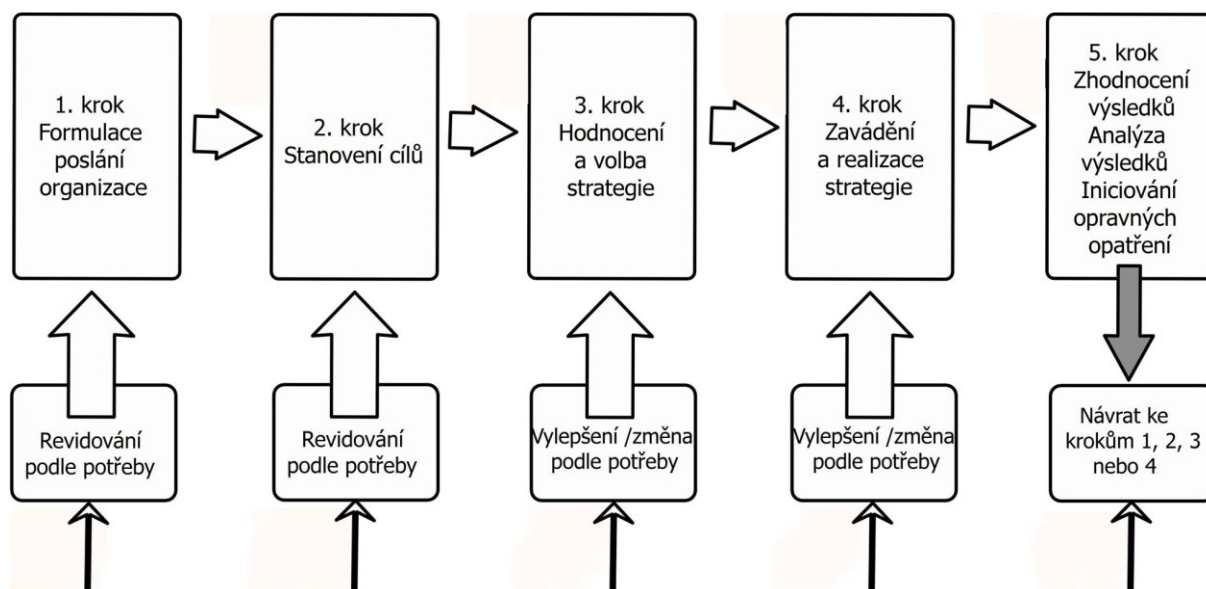 1. krok
Formulace
poslání
organizace
2. krok
Stanovení cílů
3. krok
Hodnocení
a volba
strategie
4. krok
Zavádění
a realizace
strategie
5. krok
Zhodnocení
výsledků
Analýza
výsledků
Iniciování
opravných
opatření
Revidování
podle potřeby
Revidování
podle potřeby
Vylepšení /změna
podle potřeby
Vylepšení /změna
podle potřeby
Návrat ke
krokům 1, 2, 3
nebo 4